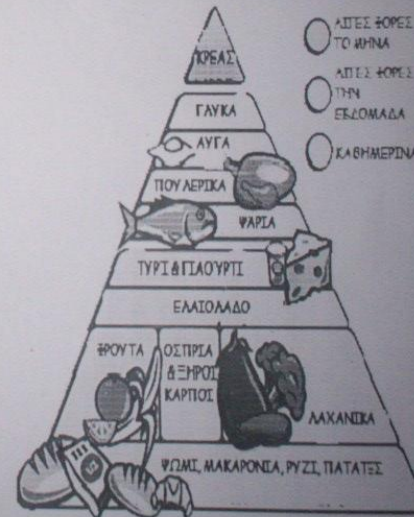 ΚΡΕΑΣ
ΛΙΓΕΣ ΦΟΡΕΣ
ΤΟ ΜΗΝΑ
ΛΙΓΕΣ ΦΟΡΕΣ
ΤΗΝ
ΕΒΔΟΜΑΔΑ
ΚΑΘΗΜΕΡΙΝΑ
ΓΛΥΚΑ
ΑΥΓΑ
ΠΟΥΛΕΡΙΚΑ
ΨΑΡΙΑ
ΤΥΡΙ & ΓΙΑΟΥΡΤΙ
ΕΛΑΙΟΛΑΔΟ
ΦΡΟΥΤΑ
ΟΣΠΡΙΑ
& ΞΗΡΟΙ
ΚΑΡΠΟΙ
ΛΑΧΑΝΙΚΑ
ΨΩΜΙ, ΜΑΚΑΡΟΝΙΑ, ΡΥΖΙ, ΠΑΤΑΤΕΣ